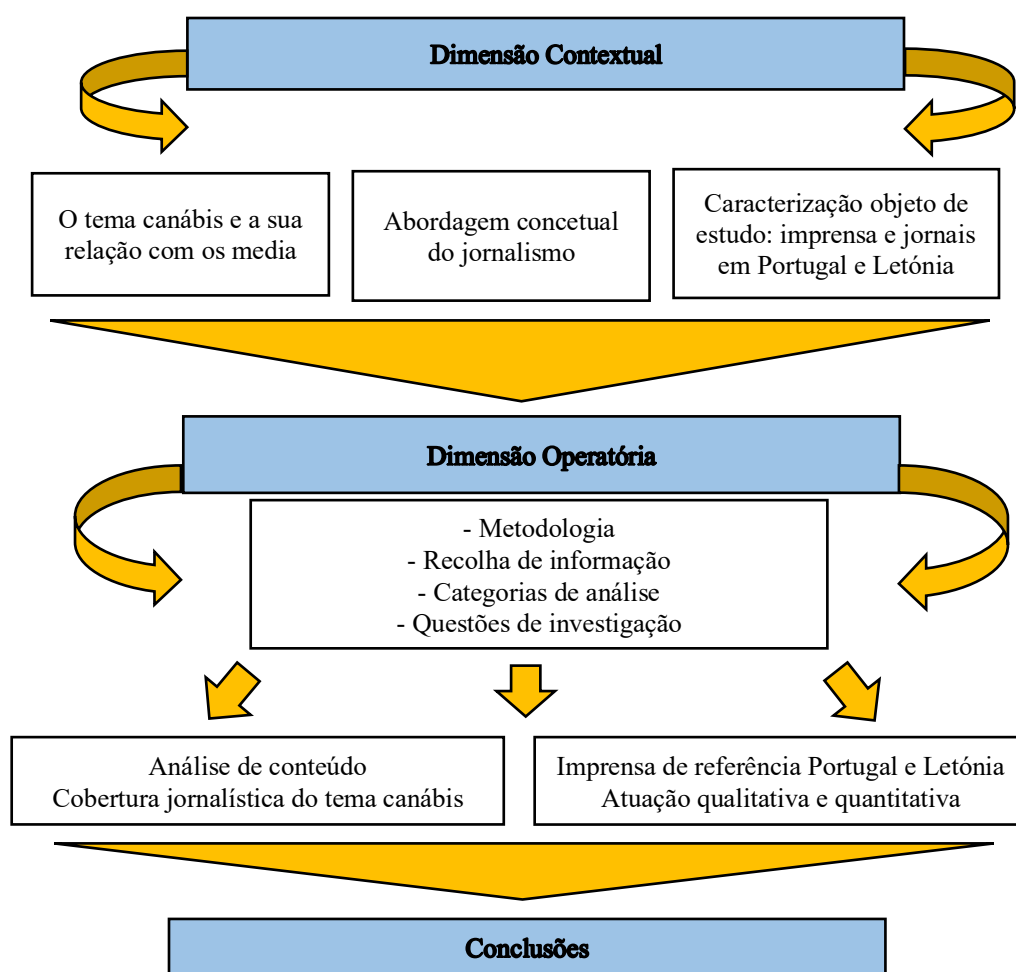 Dimensão Contextual
O tema canábis e a sua
relação com os media
Abordagem concetual
do jornalismo
Caracterização objeto de
estudo: imprensa e jornais
em Portugal e Letónia
Dimensão Operatória
- Metodologia
- Recolha de informação
- Categorias de análise
- Questões de investigação
Análise de conteúdo
Cobertura jornalística do tema canábis
Imprensa de referência Portugal e Letónia
Atuação qualitativa e quantitativa
Conclusões